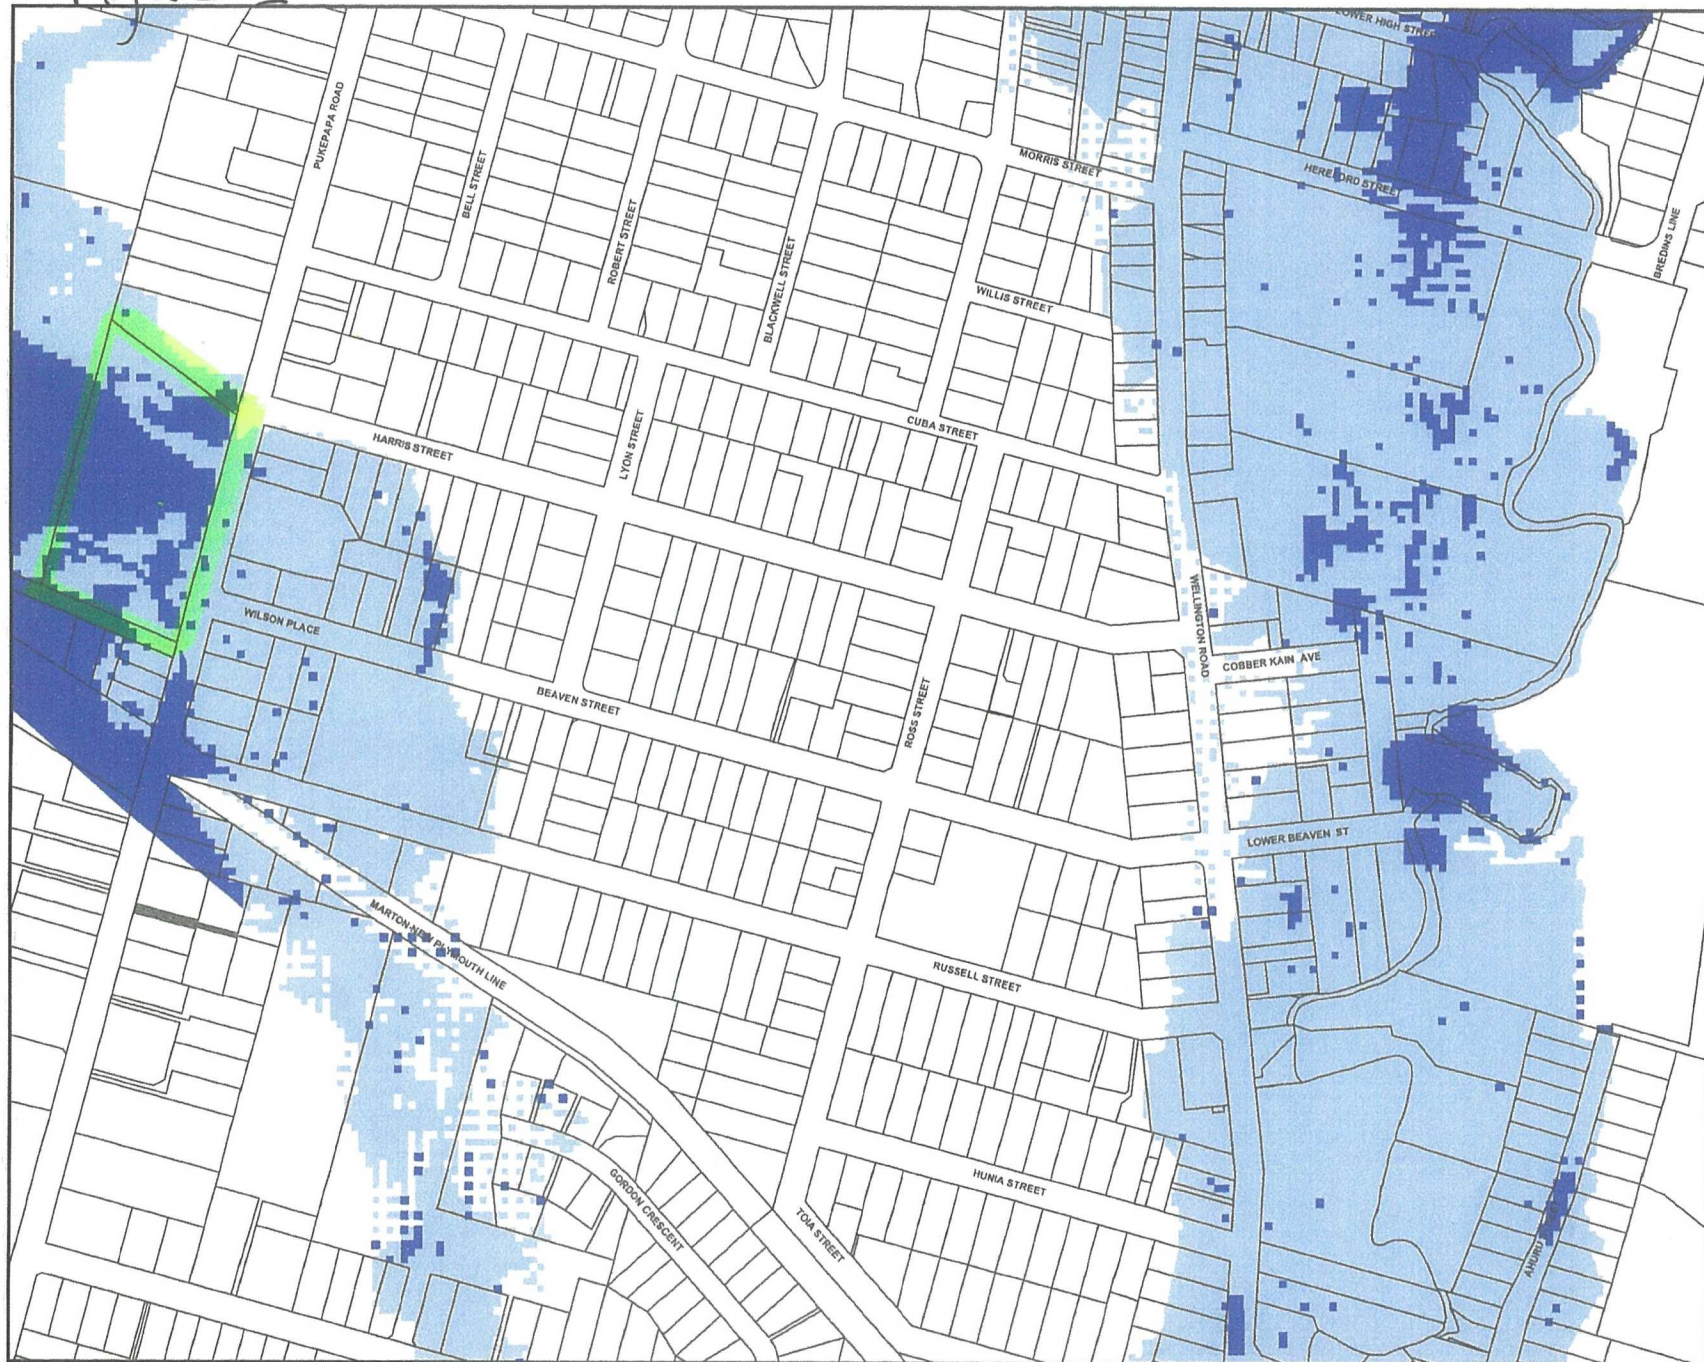 LOWER HIGH STREE
PUKEPAPA ROAD
BELL STREET
ROBERT STREET
BLACKWELL STREET
MORRIS STREET
HEREFORD STREET
BREDINS LINE
WILLIS STREET
CUBA STREET
LYON STREET
HARRIS STREET
WELLINGTON ROAD
WILSON PLACE
COBBER KAIN AVE
BEAVEN STREET
ROSS STREET
LOWER BEAVEN ST
MARTON-NEW PLYMOUTH LINE
RUSSELL STREET
HUNIA STREET
GORDON CRESCENT
TOIA STREET